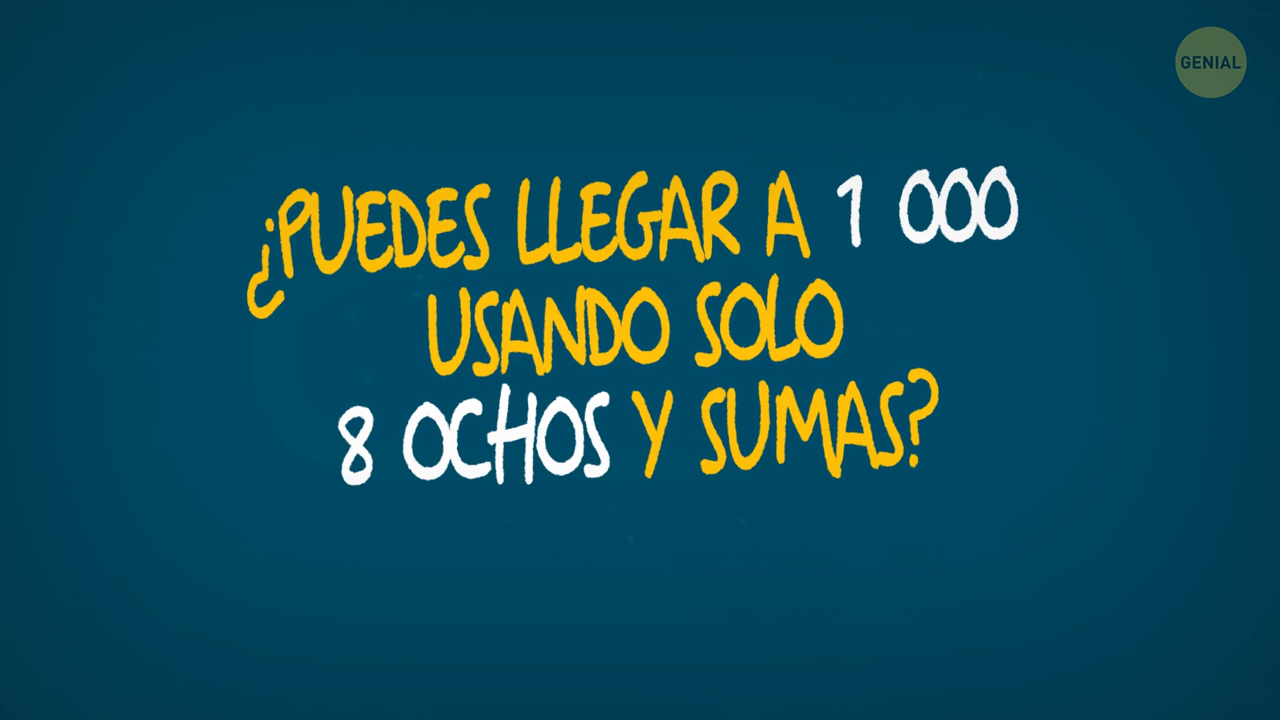 GENIAL
¿PUEDES LLEGAR A 1 000
USANDO SOLO
8 OCHOS Y SUMAS?